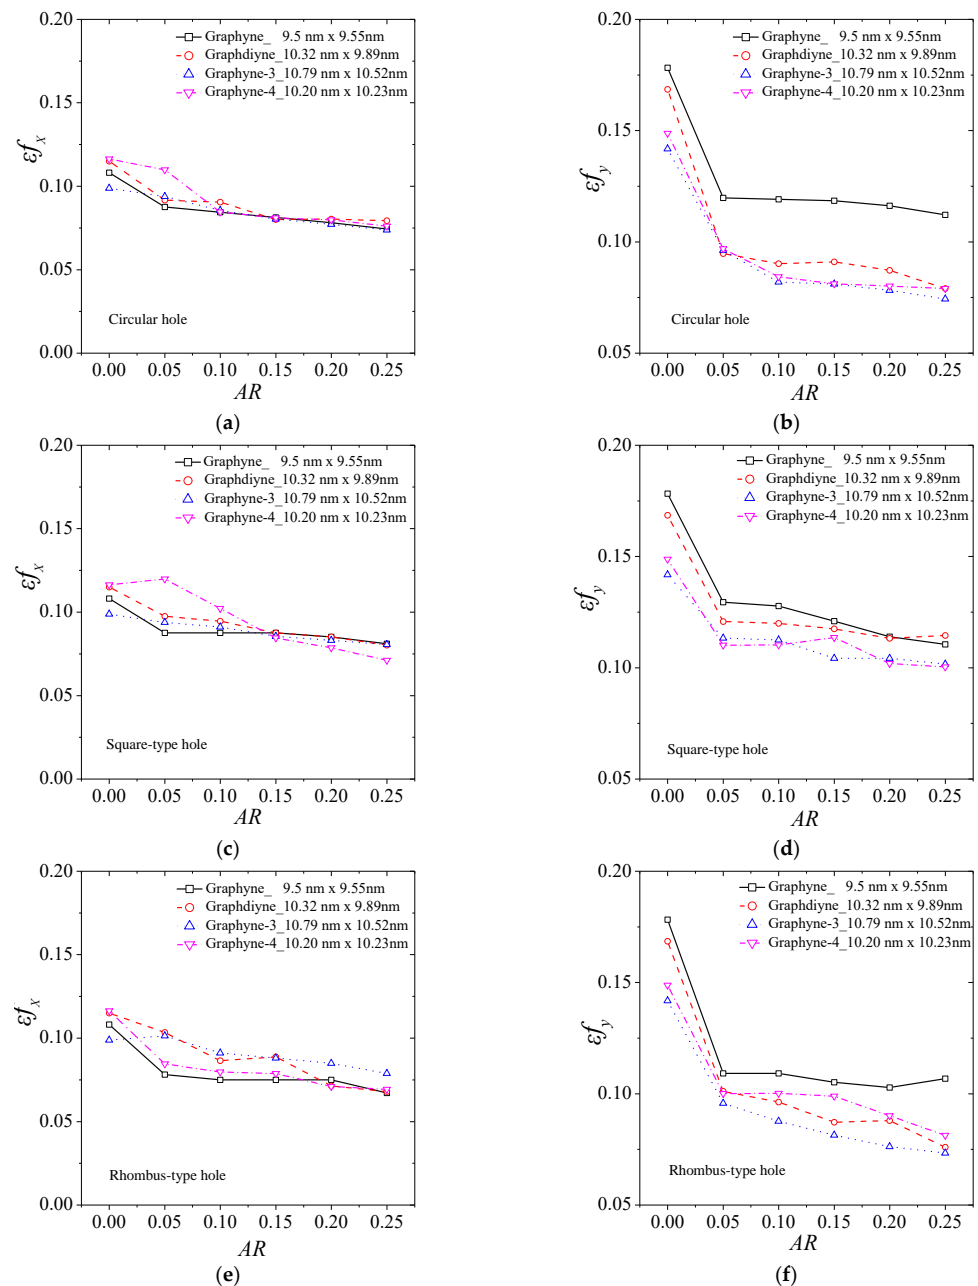 0.20
0.15
0.10
0.05
0.00
εf_x
Graphyne_ 9.5 nm x 9.55nm
Graphdiyne_10.32 nm x 9.89nm
Graphyne-3_10.79 nm x 10.52nm
Graphyne-4_10.20 nm x 10.23nm
Circular hole
0.00 0.05 0.10 0.15 0.20 0.25
AR
(a)
0.20
0.15
0.10
0.05
εf_y
Graphyne_ 9.5 nm x 9.55nm
Graphdiyne_10.32 nm x 9.89nm
Graphyne-3_10.79 nm x 10.52nm
Graphyne-4_10.20 nm x 10.23nm
Circular hole
0.00 0.05 0.10 0.15 0.20 0.25
AR
(b)
0.20
0.15
0.10
0.05
0.00
εf_x
Graphyne_ 9.5 nm x 9.55nm
Graphdiyne_10.32 nm x 9.89nm
Graphyne-3_10.79 nm x 10.52nm
Graphyne-4_10.20 nm x 10.23nm
Square-type hole
0.00 0.05 0.10 0.15 0.20 0.25
AR
(c)
0.20
0.15
0.10
0.05
εf_y
Graphyne_ 9.5 nm x 9.55nm
Graphdiyne_10.32 nm x 9.89nm
Graphyne-3_10.79 nm x 10.52nm
Graphyne-4_10.20 nm x 10.23nm
Square-type hole
0.00 0.05 0.10 0.15 0.20 0.25
AR
(d)
0.20
0.15
0.10
0.05
0.00
εf_x
Graphyne_ 9.5 nm x 9.55nm
Graphdiyne_10.32 nm x 9.89nm
Graphyne-3_10.79 nm x 10.52nm
Graphyne-4_10.20 nm x 10.23nm
Rhombus-type hole
0.00 0.05 0.10 0.15 0.20 0.25
AR
(e)
0.20
0.15
0.10
0.05
εf_y
Graphyne_ 9.5 nm x 9.55nm
Graphdiyne_10.32 nm x 9.89nm
Graphyne-3_10.79 nm x 10.52nm
Graphyne-4_10.20 nm x 10.23nm
Rhombus-type hole
0.00 0.05 0.10 0.15 0.20 0.25
AR
(f)